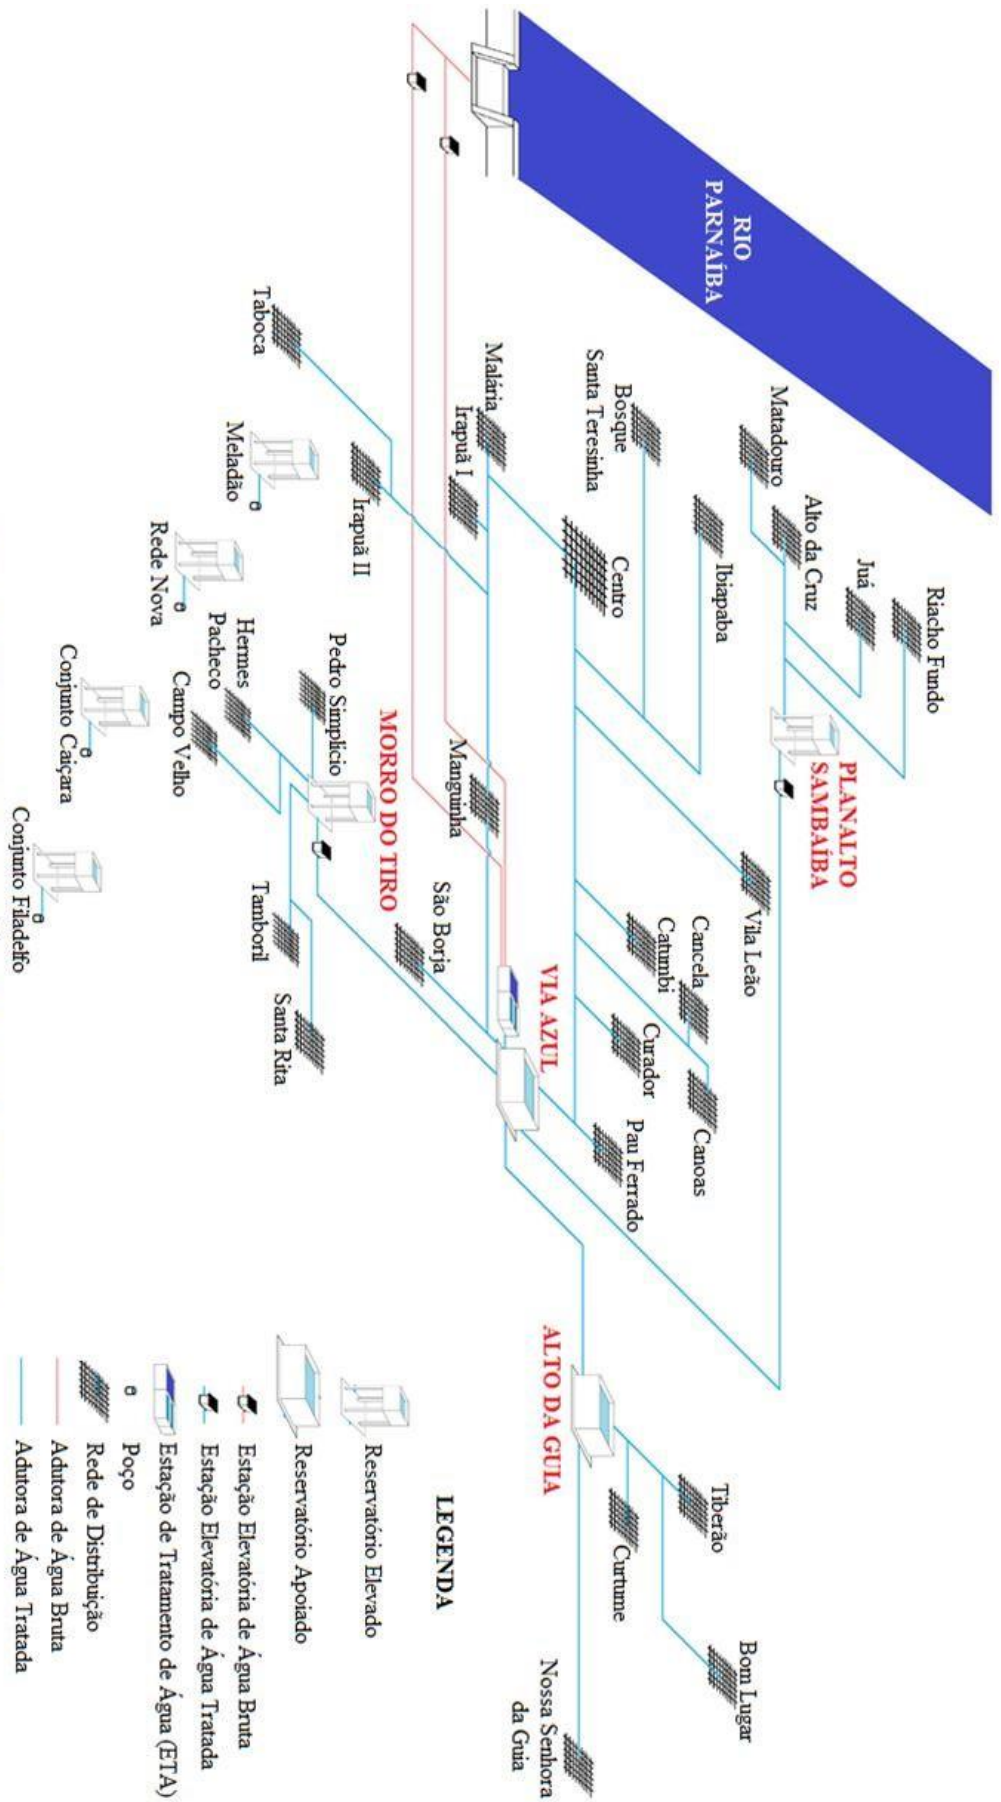 RIO
PARNAÍBA
Riacho Fundo
Juá
Alto da Cruz
Matadouro
PLANALTO
SAMBAÍBA
Ibiapaba
Bosque
Santa Teresinha
Vila Leão
Centro
Cancela
Catumbi
Canoas
Curador
Pau Ferrado
Malária
Irapuã I
Manguinha
VIA AZUL
Taboca
Irapuã II
São Borja
MORRO DO TIRO
Pedro Simplicio
Hermes
Pacheco
Campo Velho
Tamboril
Santa Rita
Meladão
Rede Nova
Conjunto Caiçara
Conjunto Filadelfo
ALTO DA GUIA
Tiberão
Curtume
Bom Lugar
Nossa Senhora
da Guia
LEGENDA
Reservatório Elevado
Reservatório Apoiado
Estação Elevatória de Água Bruta
Estação Elevatória de Água Tratada
Estação de Tratamento de Água (ETA)
Poço
Rede de Distribuição
Adutora de Água Bruta
Adutora de Água Tratada